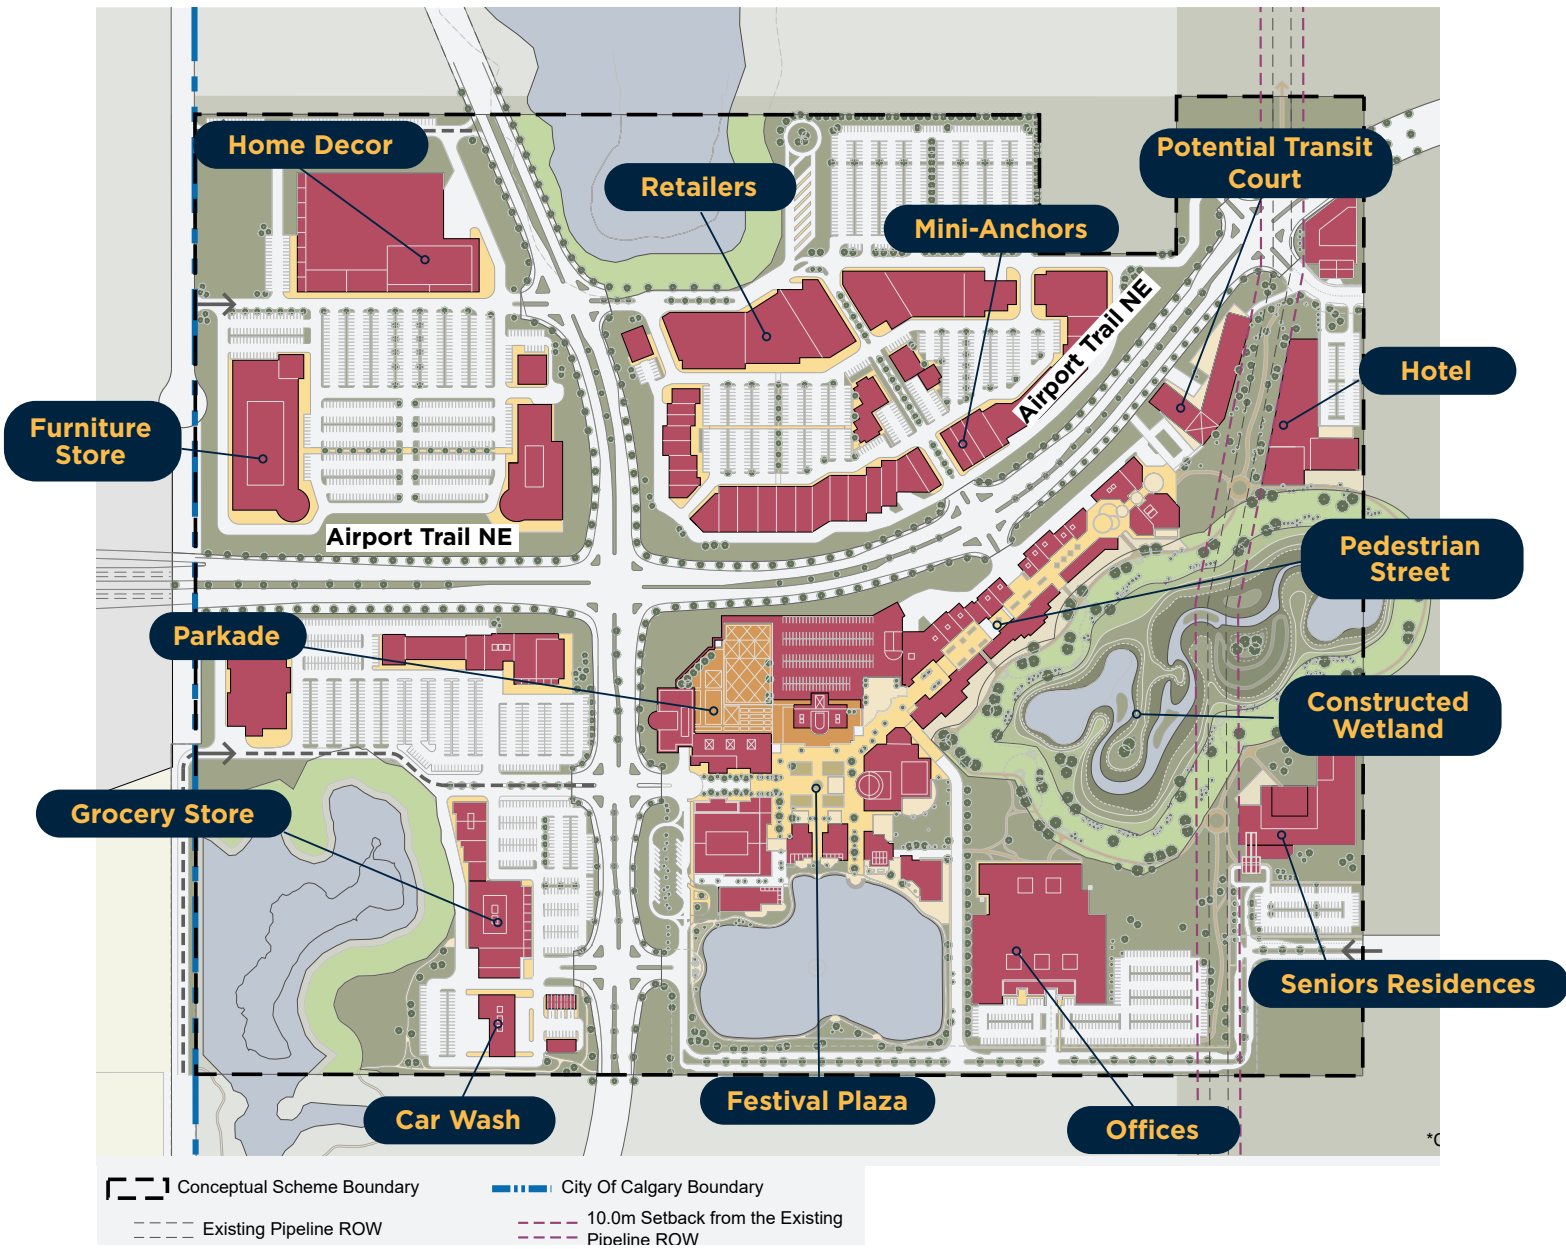 Home Decor
Retailers
Potential Transit
Court
Mini-Anchors
Airport Trail NE
Hotel
Furniture
Store
Airport Trail NE
Pedestrian
Street
Parkade
Constructed
Wetland
Grocery Store
Seniors Residences
Festival Plaza
Car Wash
Offices
Conceptual Scheme Boundary
City Of Calgary Boundary
Existing Pipeline ROW
10.0m Setback from the Existing
Pipeline ROW